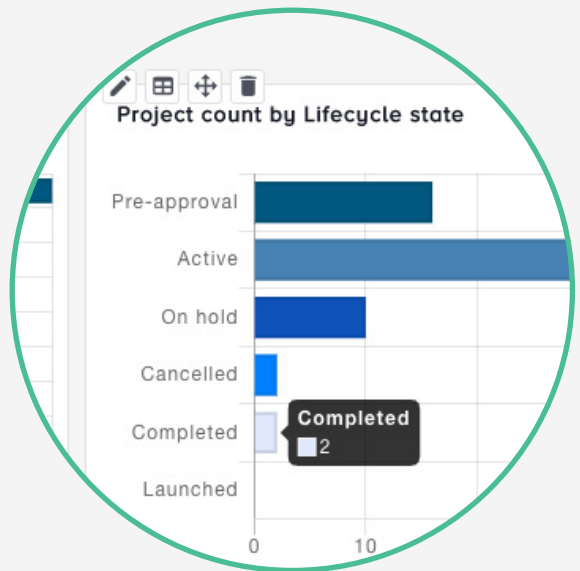 Project count by Lifecycle state
Pre-approval
Active
On hold
Cancelled
Completed
Completed
2
Launched
0 10